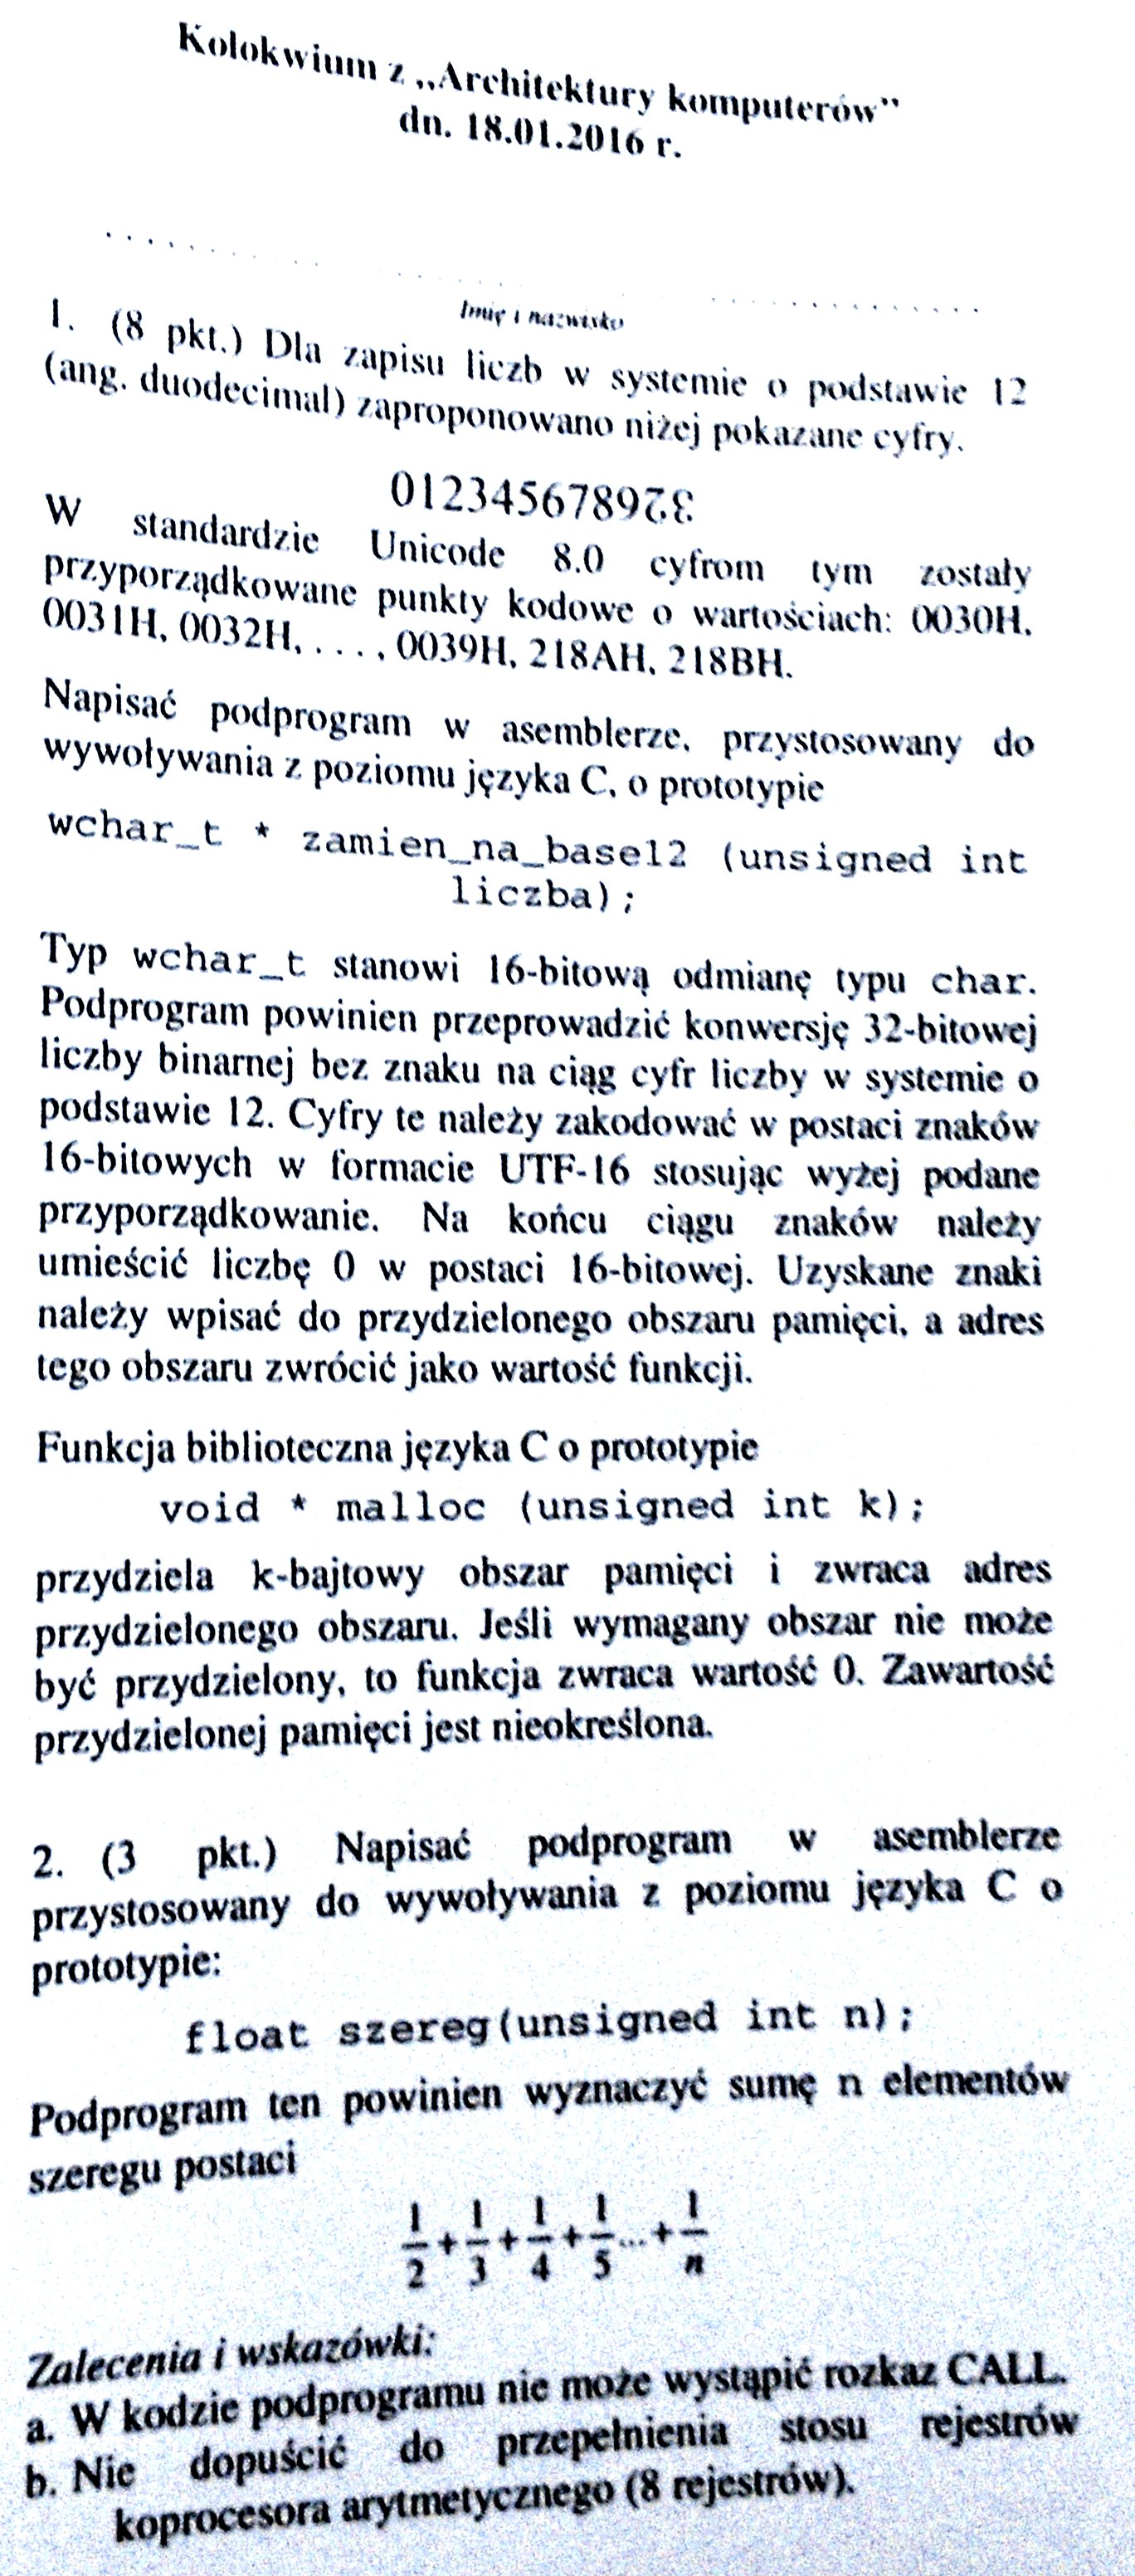 Kolokwium z „Architektury komputerów”
dn. 18.01.2016 r.
Imię i nazwisko
1. (8 pkt.) Dla zapisu liczb w systemie o podstawie 12
(ang. duodecimal) zaproponowano niżej pokazane cyfry.
0123456789↊↋
W standardzie Unicode 8.0 cyfrom tym zostały
przyporządkowane punkty kodowe o wartościach: 0030H,
0031H, 0032H, . . . , 0039H, 218AH, 218BH.
Napisać podprogram w asemblerze, przystosowany do
wywoływania z poziomu języka C, o prototypie
wchar_t * zamien_na_base12 (unsigned int
liczba);
Typ wchar_t stanowi 16-bitową odmianę typu char.
Podprogram powinien przeprowadzić konwersję 32-bitowej
liczby binarnej bez znaku na ciąg cyfr liczby w systemie o
podstawie 12. Cyfry te należy zakodować w postaci znaków
16-bitowych w formacie UTF-16 stosując wyżej podane
przyporządkowanie. Na końcu ciągu znaków należy
umieścić liczbę 0 w postaci 16-bitowej. Uzyskane znaki
należy wpisać do przydzielonego obszaru pamięci, a adres
tego obszaru zwrócić jako wartość funkcji.
Funkcja biblioteczna języka C o prototypie
void * malloc (unsigned int k);
przydziela k-bajtowy obszar pamięci i zwraca adres
przydzielonego obszaru. Jeśli wymagany obszar nie może
być przydzielony, to funkcja zwraca wartość 0. Zawartość
przydzielonej pamięci jest nieokreślona.
2. (3 pkt.) Napisać podprogram w asemblerze
przystosowany do wywoływania z poziomu języka C o
prototypie:
float szereg(unsigned int n);
Podprogram ten powinien wyznaczyć sumę n elementów
szeregu postaci
1/2 + 1/3 + 1/4 + 1/5 ... + 1/n
Zalecenia i wskazówki:
a. W kodzie podprogramu nie może wystąpić rozkaz CALL.
b. Nie dopuścić do przepełnienia stosu rejestrów
koprocesora arytmetycznego (8 rejestrów).